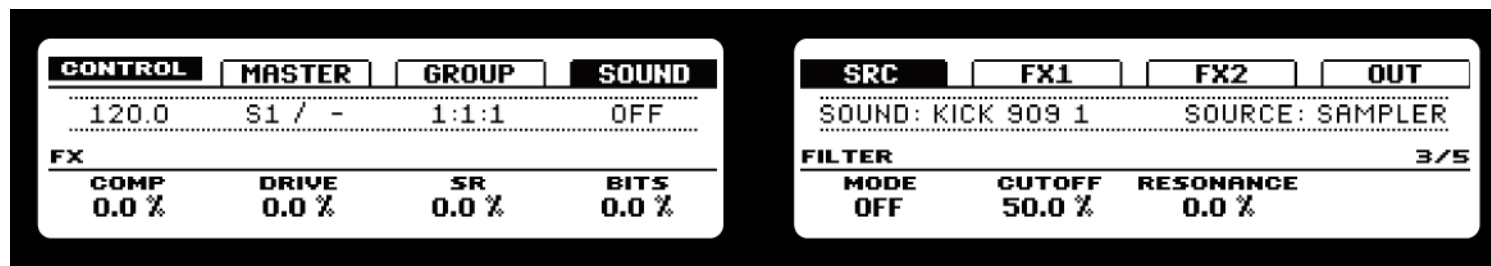 CONTROL MASTER GROUP SOUND
120.0 S1 / - 1:1:1 OFF
FX
COMP DRIVE SR BITS
0.0 % 0.0 % 0.0 % 0.0 %
SRC FX1 FX2 OUT
SOUND: KICK 909 1 SOURCE: SAMPLER
FILTER 3/5
MODE CUTOFF RESONANCE
OFF 50.0 % 0.0 %